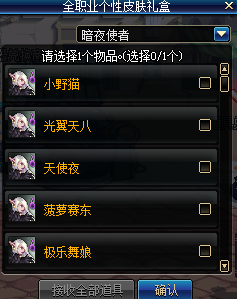 全职业个性皮肤礼盒
暗夜使者
请选择1个物品。(选择0/1个)
小野猫
光翼天八
天使夜
菠萝赛东
极乐舞娘
接收全部道具
确认